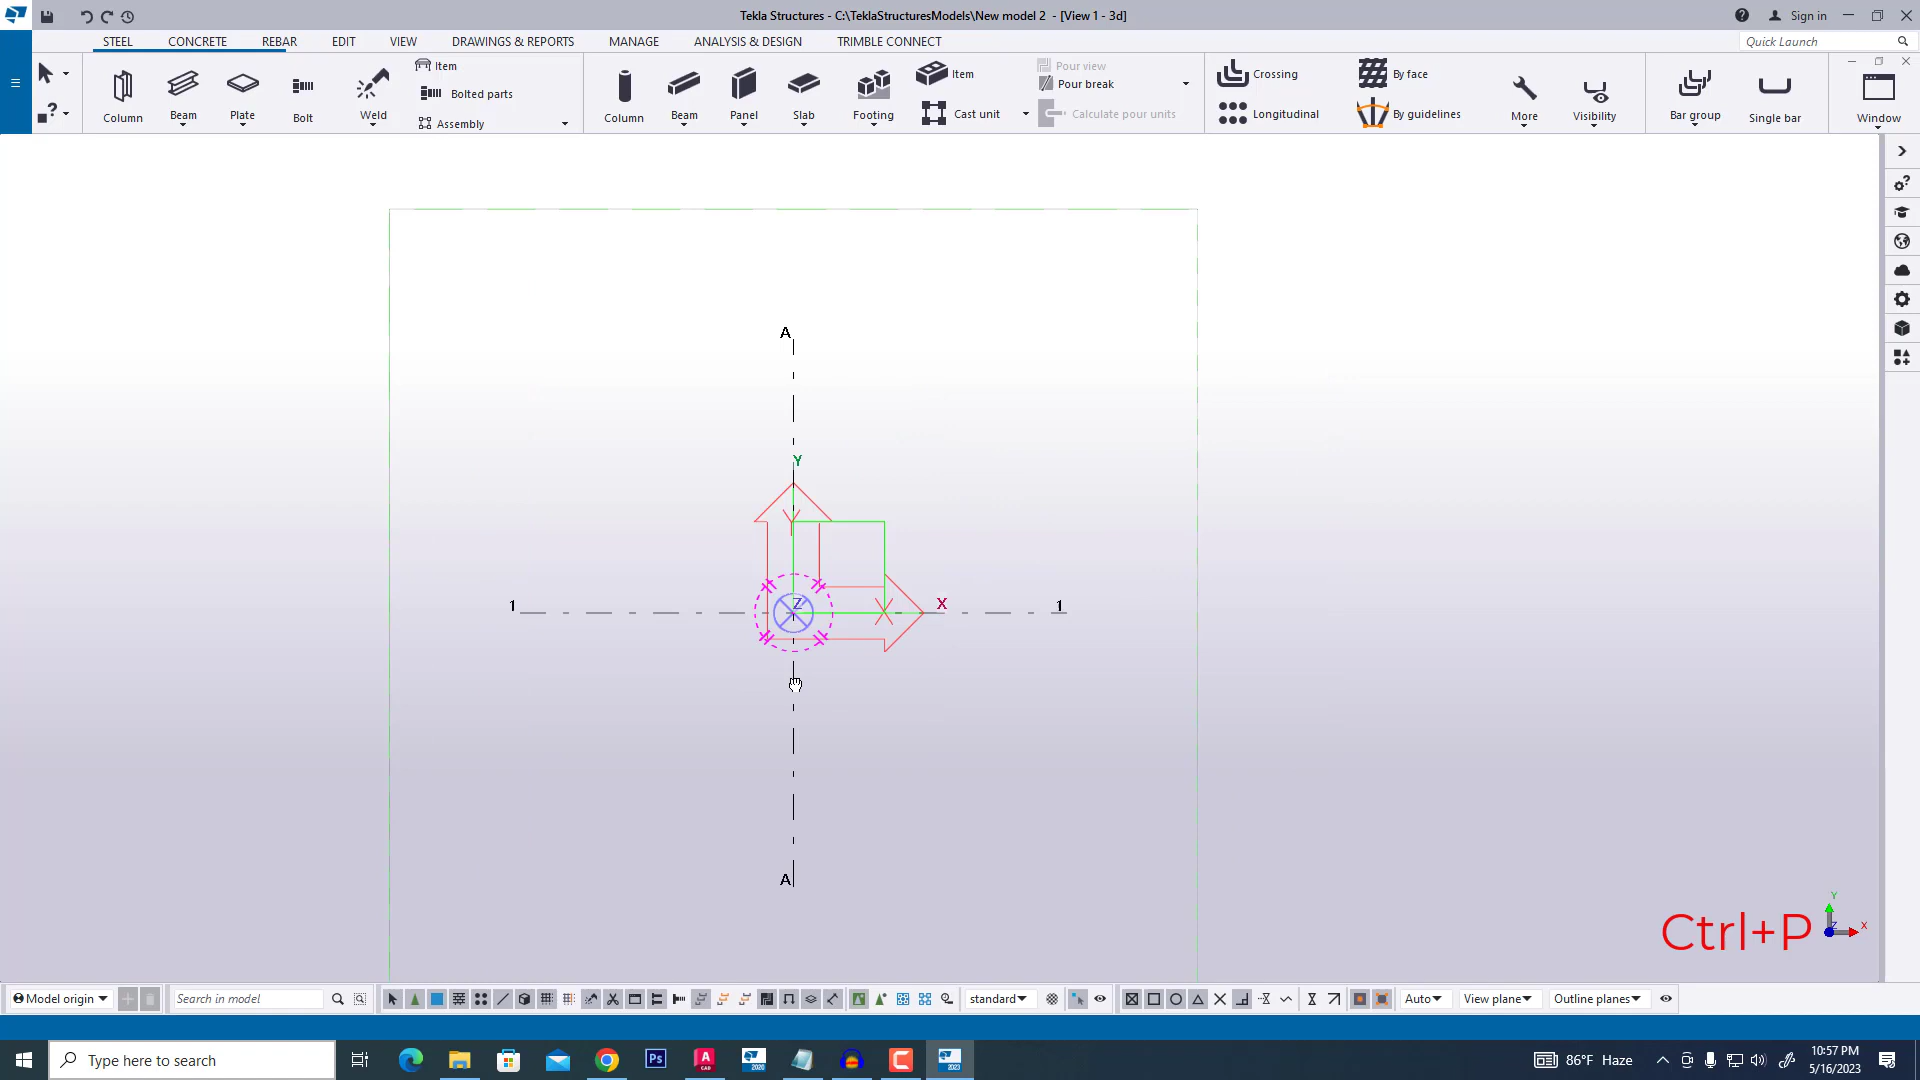 Tekla Structures - C:\TeklaStructuresModels\New model 2 - [View 1 - 3d]
Sign in
STEEL CONCRETE REBAR EDIT VIEW DRAWINGS & REPORTS MANAGE ANALYSIS & DESIGN TRIMBLE CONNECT
Quick Launch
Column
Beam
Plate
Bolt
Weld
Item
Bolted parts
Assembly
Column
Beam
Panel
Slab
Footing
Item
Cast unit
Pour view
Pour break
Calculate pour units
Crossing
Longitudinal
By face
By guidelines
More
Visibility
Bar group
Single bar
Window
A
Y
Y
1
Z
X
X
1
A
Ctrl+P
Y
Z
X
Model origin
Search in model
standard
Auto
View plane
Outline planes
Type here to search
Ps
A
CAD
2020
2023
86°F Haze
10:57 PM
5/16/2023